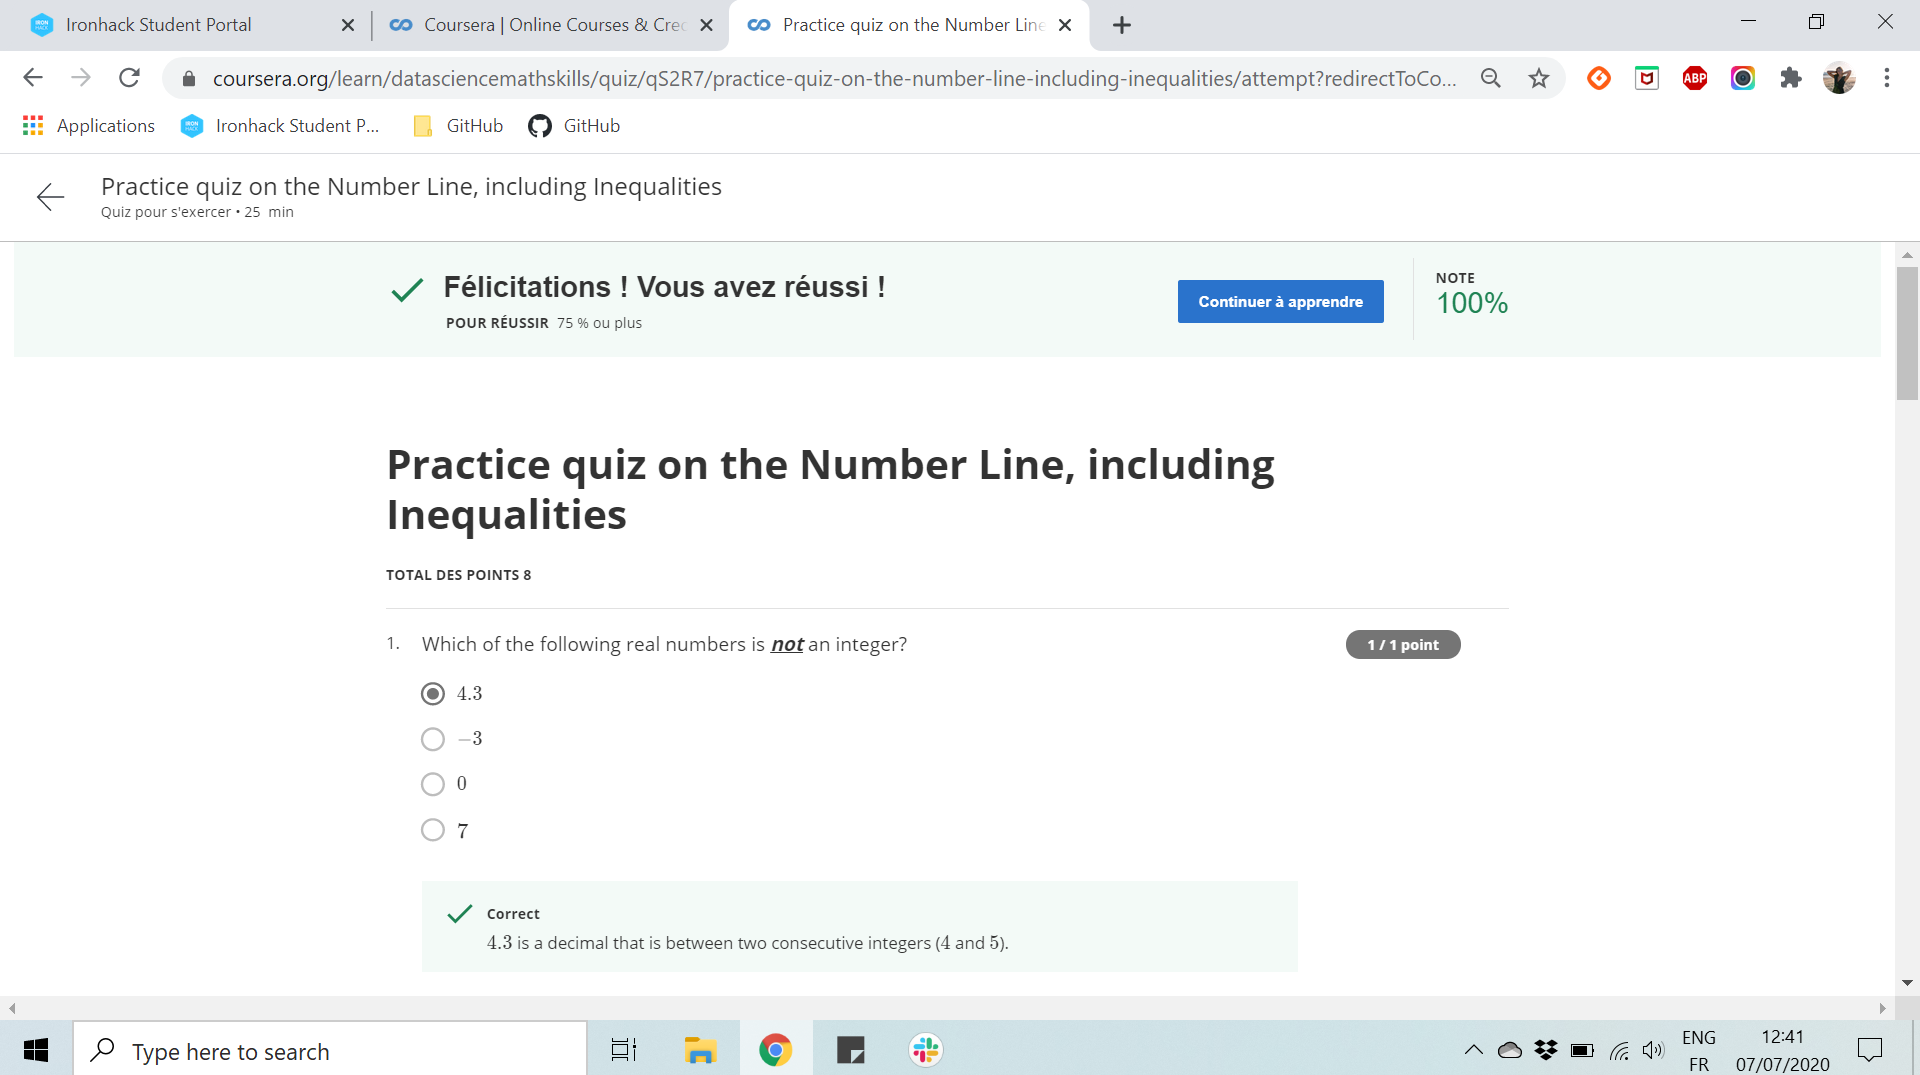 Ironhack Student Portal
Coursera | Online Courses & Cre
Practice quiz on the Number Line
coursera.org/learn/datasciencemathskills/quiz/qS2R7/practice-quiz-on-the-number-line-including-inequalities/attempt?redirectToCo...
ABP
Applications
Ironhack Student P...
GitHub
GitHub
Practice quiz on the Number Line, including Inequalities
Quiz pour s'exercer • 25 min
Félicitations ! Vous avez réussi !
POUR RÉUSSIR 75 % ou plus
Continuer à apprendre
NOTE
100%
Practice quiz on the Number Line, including
Inequalities
TOTAL DES POINTS 8
1. Which of the following real numbers is not an integer?
1 / 1 point
4.3
−3
0
7
Correct
4.3 is a decimal that is between two consecutive integers (4 and 5).
Type here to search
ENG
FR
12:41
07/07/2020